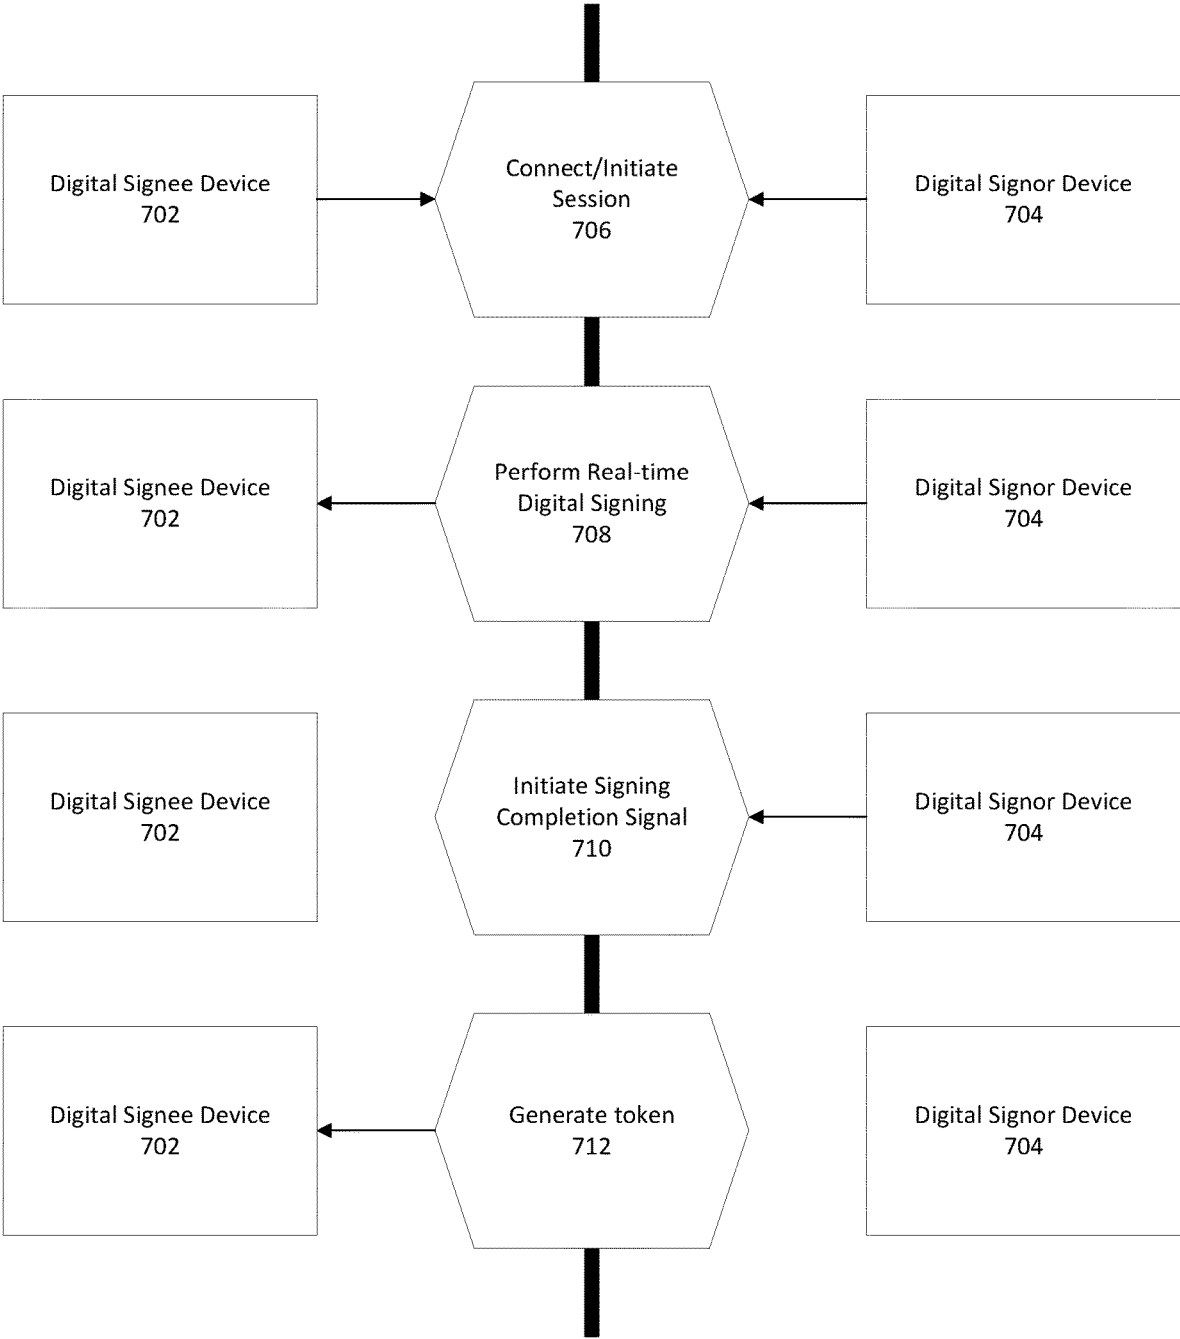 Digital Signee Device
702
Connect/Initiate
Session
706
Digital Signor Device
704
Digital Signee Device
702
Perform Real-time
Digital Signing
708
Digital Signor Device
704
Digital Signee Device
702
Initiate Signing
Completion Signal
710
Digital Signor Device
704
Digital Signee Device
702
Generate token
712
Digital Signor Device
704